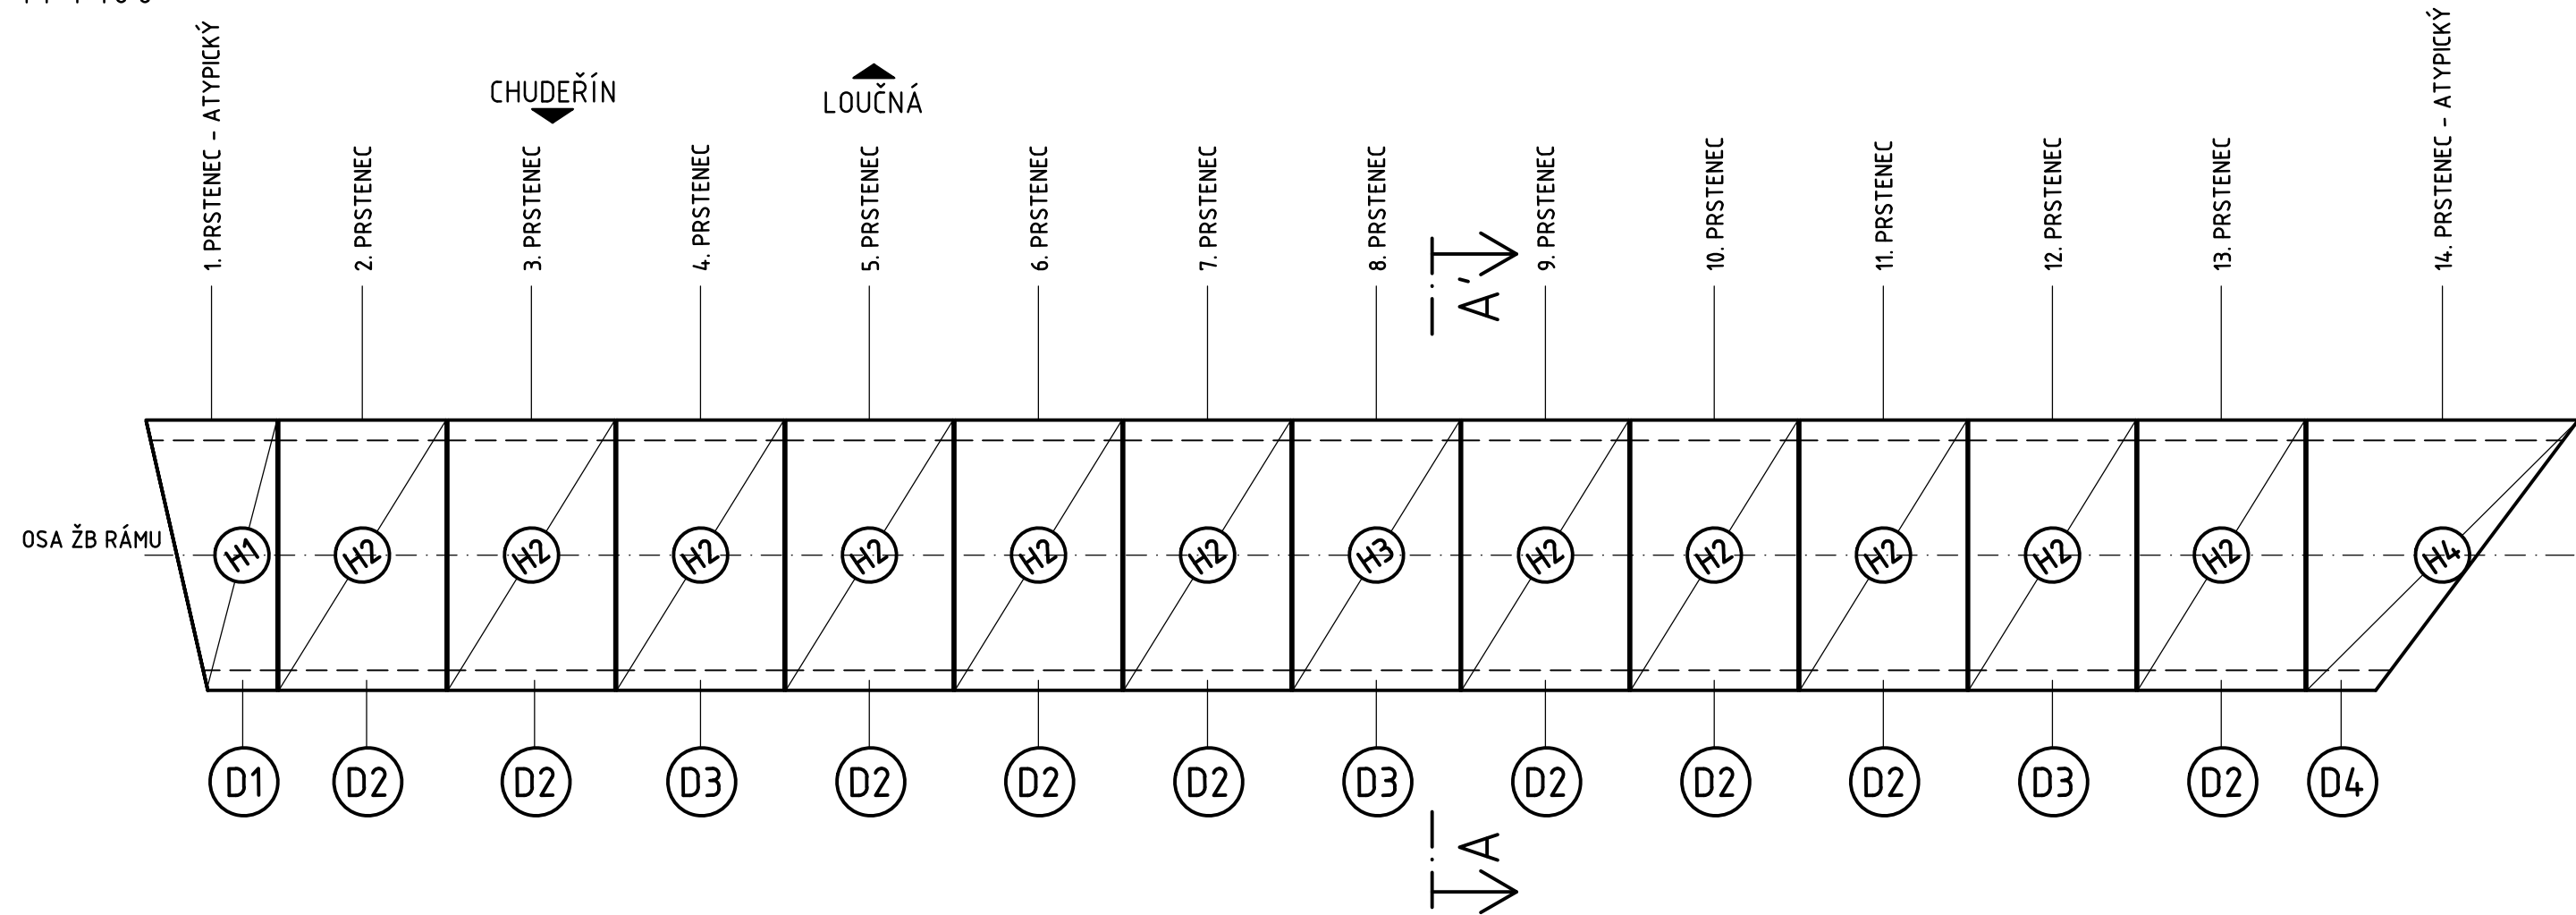 1. PRSTENEC - ATYPICKÝ
2. PRSTENEC
3. PRSTENEC
4. PRSTENEC
5. PRSTENEC
6. PRSTENEC
7. PRSTENEC
8. PRSTENEC
9. PRSTENEC
10. PRSTENEC
11. PRSTENEC
12. PRSTENEC
13. PRSTENEC
14. PRSTENEC - ATYPICKÝ
CHUDEŘÍN
LOUČNÁ
A'
OSA ŽB RÁMU
H1
H2
H2
H2
H2
H2
H2
H3
H2
H2
H2
H2
H2
H4
D1
D2
D2
D3
D2
D2
D2
D3
D2
D2
D2
D3
D2
D4
A